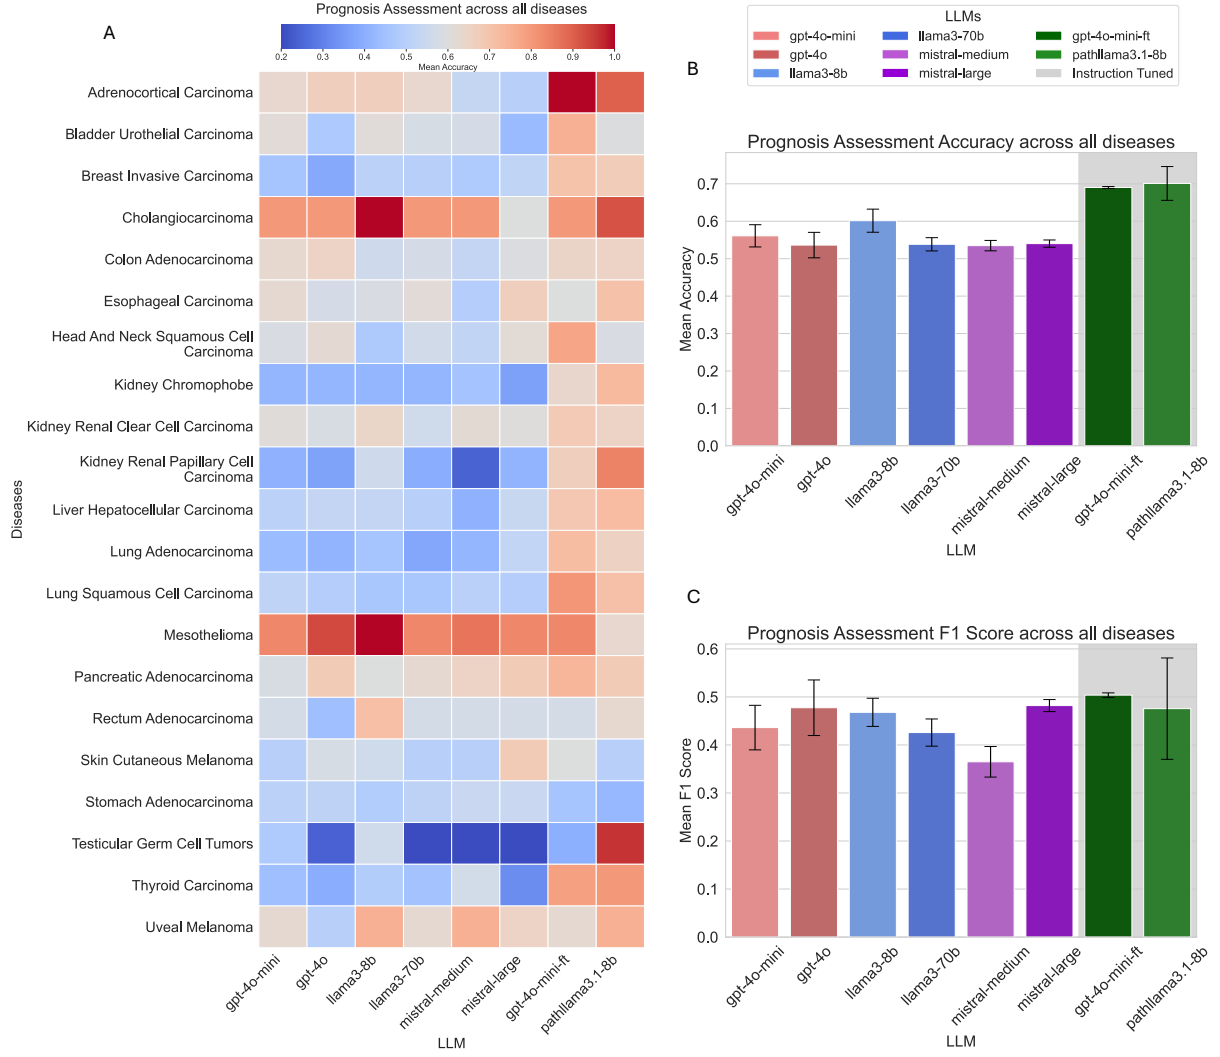 Prognosis Assessment across all diseases
A
0.2 0.3 0.4 0.5 0.6 0.7 0.8 0.9 1.0
Mean Accuracy
Adrenocortical Carcinoma
Bladder Urothelial Carcinoma
Breast Invasive Carcinoma
Cholangiocarcinoma
Colon Adenocarcinoma
Esophageal Carcinoma
Head And Neck Squamous Cell
Carcinoma
Kidney Chromophobe
Kidney Renal Clear Cell Carcinoma
Kidney Renal Papillary Cell
Carcinoma
Liver Hepatocellular Carcinoma
Lung Adenocarcinoma
Lung Squamous Cell Carcinoma
Mesothelioma
Pancreatic Adenocarcinoma
Rectum Adenocarcinoma
Skin Cutaneous Melanoma
Stomach Adenocarcinoma
Testicular Germ Cell Tumors
Thyroid Carcinoma
Uveal Melanoma
Diseases
gpt-4o-mini
gpt-4o
llama3-8b
llama3-70b
mistral-medium
mistral-large
gpt-4o-mini-ft
pathllama3.1-8b
LLM
LLMs
gpt-4o-mini
gpt-4o
llama3-8b
llama3-70b
mistral-medium
mistral-large
gpt-4o-mini-ft
pathllama3.1-8b
Instruction Tuned
B
Prognosis Assessment Accuracy across all diseases
0.7
0.6
0.5
0.4
0.3
0.2
0.1
0.0
Mean Accuracy
gpt-4o-mini
gpt-4o
llama3-8b
llama3-70b
mistral-medium
mistral-large
gpt-4o-mini-ft
pathllama3.1-8b
LLM
C
Prognosis Assessment F1 Score across all diseases
0.6
0.5
0.4
0.3
0.2
0.1
0.0
Mean F1 Score
gpt-4o-mini
gpt-4o
llama3-8b
llama3-70b
mistral-medium
mistral-large
gpt-4o-mini-ft
pathllama3.1-8b
LLM